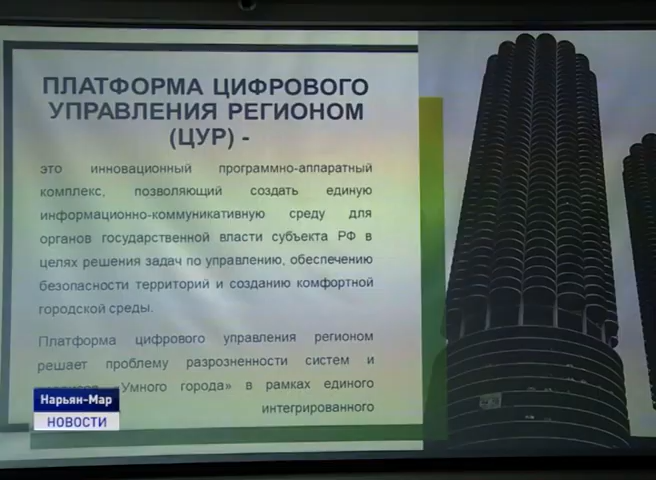 ПЛАТФОРМА ЦИФРОВОГО
УПРАВЛЕНИЯ РЕГИОНОМ
(ЦУР) -
это инновационный программно-аппаратный
комплекс, позволяющий создать единую
информационно-коммуникативную среду для
органов государственной власти субъекта РФ в
целях решения задач по управлению, обеспечению
безопасности территорий и созданию комфортной
городской среды.
Платформа цифрового управления регионом
решает проблему разрозненности систем и
«Умного города» в рамках единого
интегрированного
Нарьян-Мар
НОВОСТИ